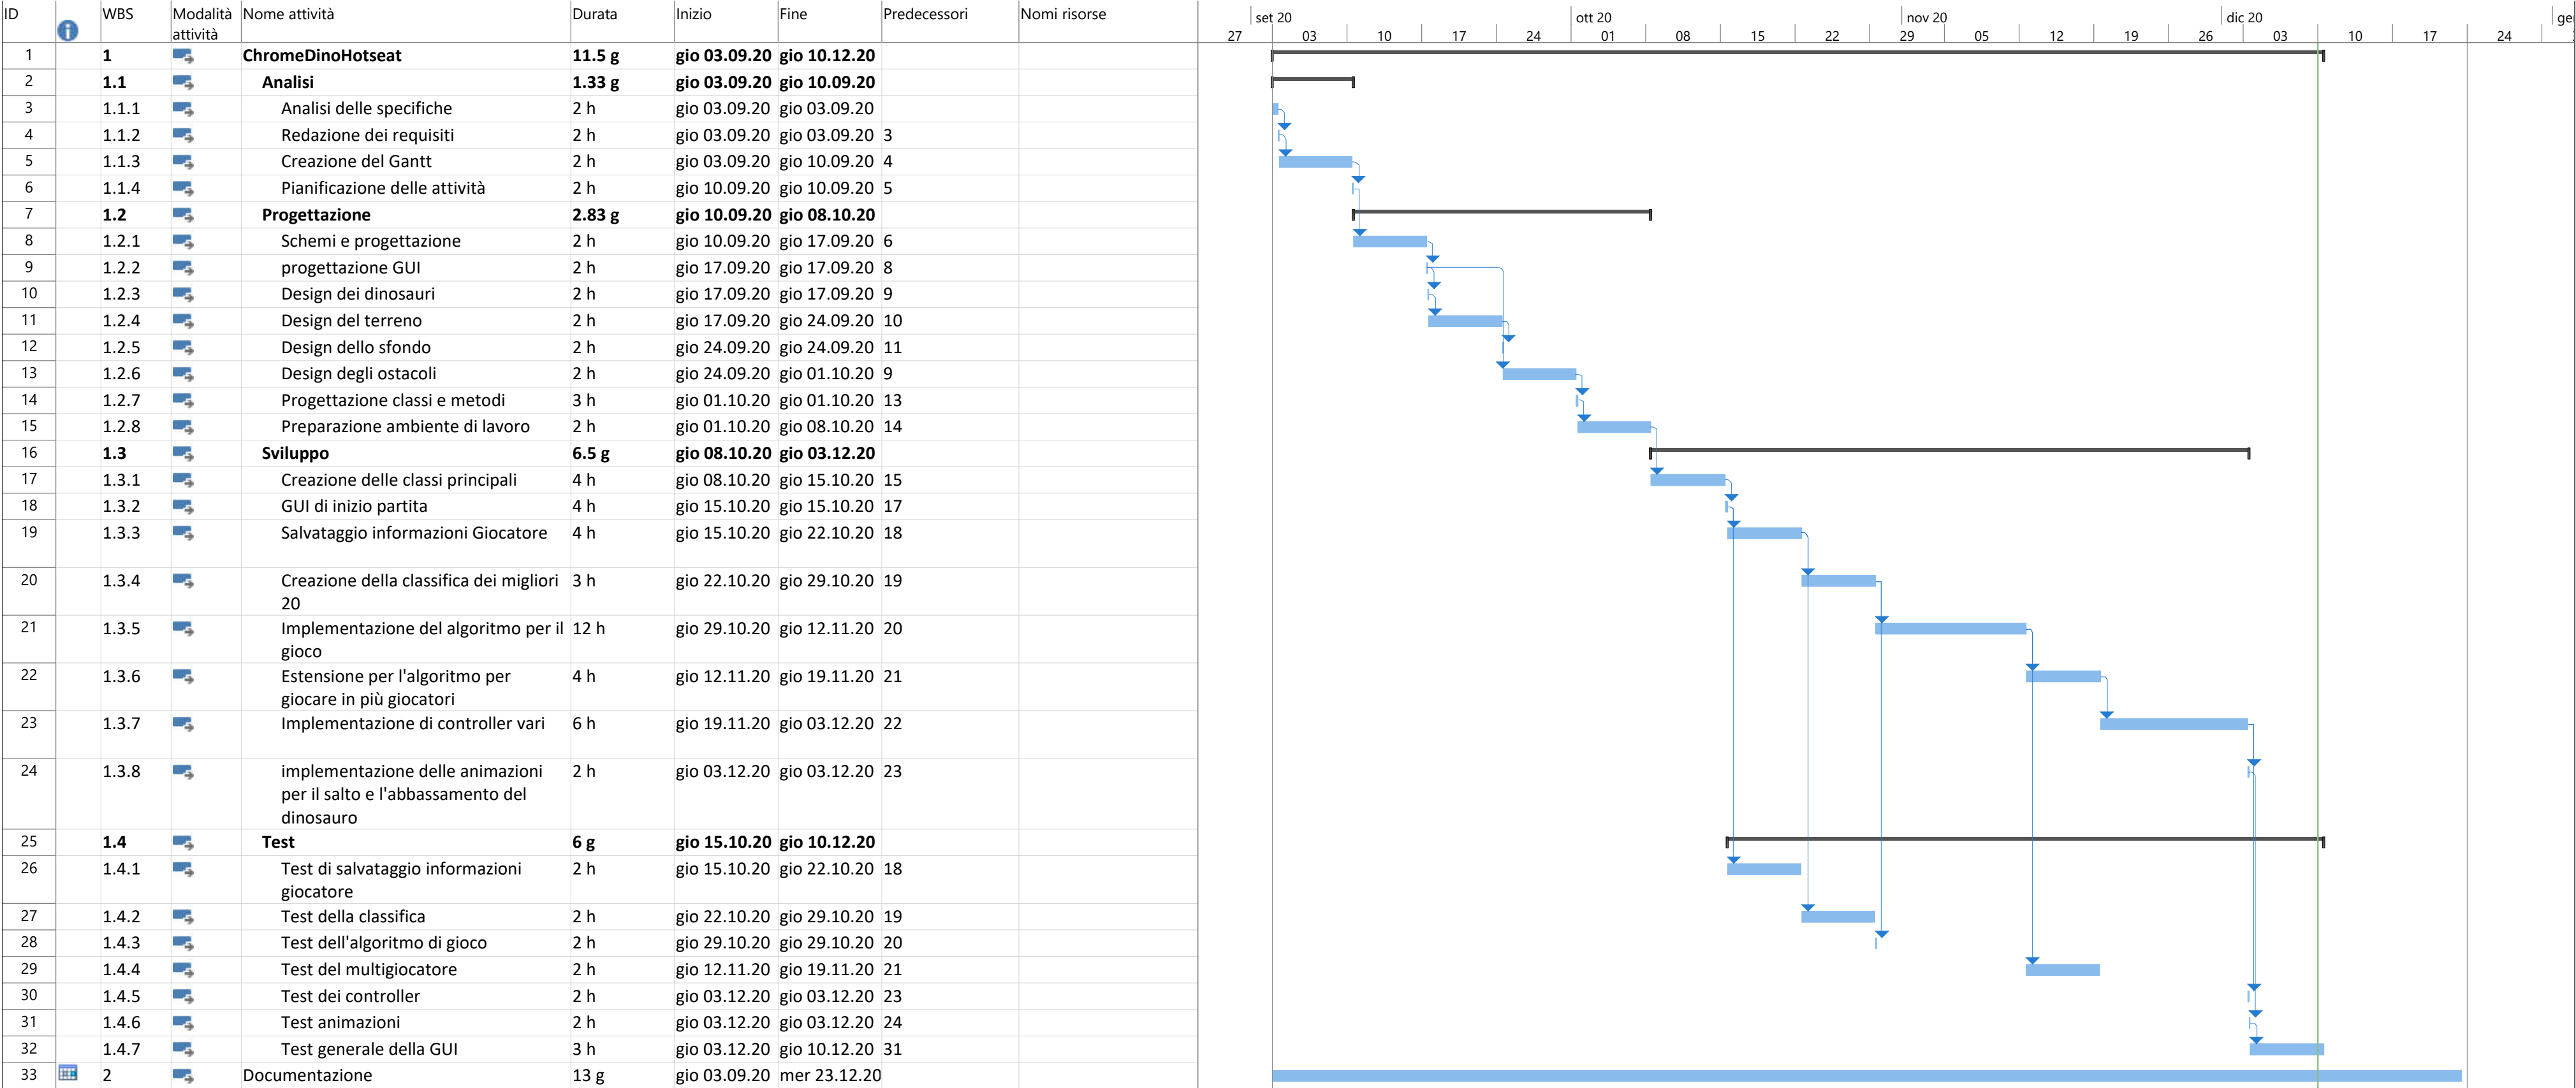 ID WBS Modalità attività Nome attività Durata Inizio Fine Predecessori Nomi risorse
set 20 ott 20 nov 20 dic 20
27 03 10 17 24 01 08 15 22 29 05 12 19 26 03 10 17 24
1 1 ChromeDinoHotseat 11.5 g gio 03.09.20 gio 10.12.20
2 1.1 Analisi 1.33 g gio 03.09.20 gio 10.09.20
3 1.1.1 Analisi delle specifiche 2 h gio 03.09.20 gio 03.09.20
4 1.1.2 Redazione dei requisiti 2 h gio 03.09.20 gio 03.09.20 3
5 1.1.3 Creazione del Gantt 2 h gio 03.09.20 gio 10.09.20 4
6 1.1.4 Pianificazione delle attività 2 h gio 10.09.20 gio 10.09.20 5
7 1.2 Progettazione 2.83 g gio 10.09.20 gio 08.10.20
8 1.2.1 Schemi e progettazione 2 h gio 10.09.20 gio 17.09.20 6
9 1.2.2 progettazione GUI 2 h gio 17.09.20 gio 17.09.20 8
10 1.2.3 Design dei dinosauri 2 h gio 17.09.20 gio 17.09.20 9
11 1.2.4 Design del terreno 2 h gio 17.09.20 gio 24.09.20 10
12 1.2.5 Design dello sfondo 2 h gio 24.09.20 gio 24.09.20 11
13 1.2.6 Design degli ostacoli 2 h gio 24.09.20 gio 01.10.20 9
14 1.2.7 Progettazione classi e metodi 3 h gio 01.10.20 gio 01.10.20 13
15 1.2.8 Preparazione ambiente di lavoro 2 h gio 01.10.20 gio 08.10.20 14
16 1.3 Sviluppo 6.5 g gio 08.10.20 gio 03.12.20
17 1.3.1 Creazione delle classi principali 4 h gio 08.10.20 gio 15.10.20 15
18 1.3.2 GUI di inizio partita 4 h gio 15.10.20 gio 15.10.20 17
19 1.3.3 Salvataggio informazioni Giocatore 4 h gio 15.10.20 gio 22.10.20 18
20 1.3.4 Creazione della classifica dei migliori 3 h gio 22.10.20 gio 29.10.20 19
20
21 1.3.5 Implementazione del algoritmo per il 12 h gio 29.10.20 gio 12.11.20 20
gioco
22 1.3.6 Estensione per l'algoritmo per 4 h gio 12.11.20 gio 19.11.20 21
giocare in più giocatori
23 1.3.7 Implementazione di controller vari 6 h gio 19.11.20 gio 03.12.20 22
24 1.3.8 implementazione delle animazioni 2 h gio 03.12.20 gio 03.12.20 23
per il salto e l'abbassamento del
dinosauro
25 1.4 Test 6 g gio 15.10.20 gio 10.12.20
26 1.4.1 Test di salvataggio informazioni 2 h gio 15.10.20 gio 22.10.20 18
giocatore
27 1.4.2 Test della classifica 2 h gio 22.10.20 gio 29.10.20 19
28 1.4.3 Test dell'algoritmo di gioco 2 h gio 29.10.20 gio 29.10.20 20
29 1.4.4 Test del multigiocatore 2 h gio 12.11.20 gio 19.11.20 21
30 1.4.5 Test dei controller 2 h gio 03.12.20 gio 03.12.20 23
31 1.4.6 Test animazioni 2 h gio 03.12.20 gio 03.12.20 24
32 1.4.7 Test generale della GUI 3 h gio 03.12.20 gio 10.12.20 31
33 2 Documentazione 13 g gio 03.09.20 mer 23.12.20